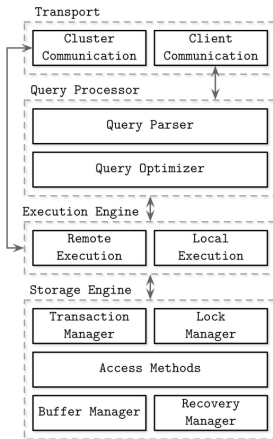 Transport
Cluster
Communication
Client
Communication
Query Processor
Query Parser
Query Optimizer
Execution Engine
Remote
Execution
Local
Execution
Storage Engine
Transaction
Manager
Lock
Manager
Access Methods
Buffer Manager
Recovery
Manager